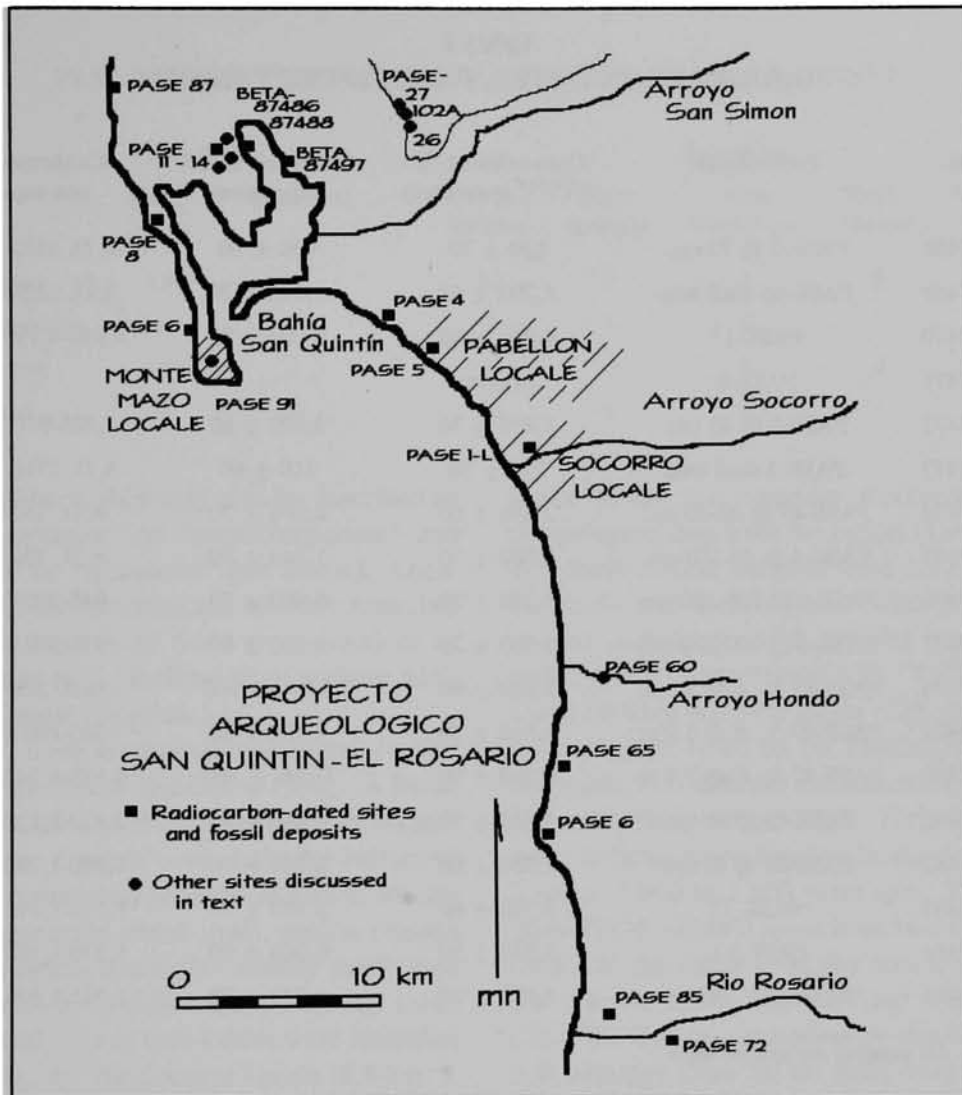 PASE 87
BETA-
87486
87488
PASE-
27
102A
26
Arroyo
San Simon
PASE
11-14
BETA
87497
PASE
8
PASE 6
Bahía
San Quintín
PASE 4
PASE 5
PABELLON
LOCALE
MONTE
MAZO
LOCALE
PASE 91
Arroyo Socorro
PASE 1-L
SOCORRO
LOCALE
PASE 60
Arroyo Hondo
PROYECTO
ARQUEOLOGICO
SAN QUINTIN-EL ROSARIO
PASE 65
Radiocarbon-dated sites
and fossil deposits
PASE 6
Other sites discussed
in text
0 10 km
mn
PASE 85
Rio Rosario
PASE 72